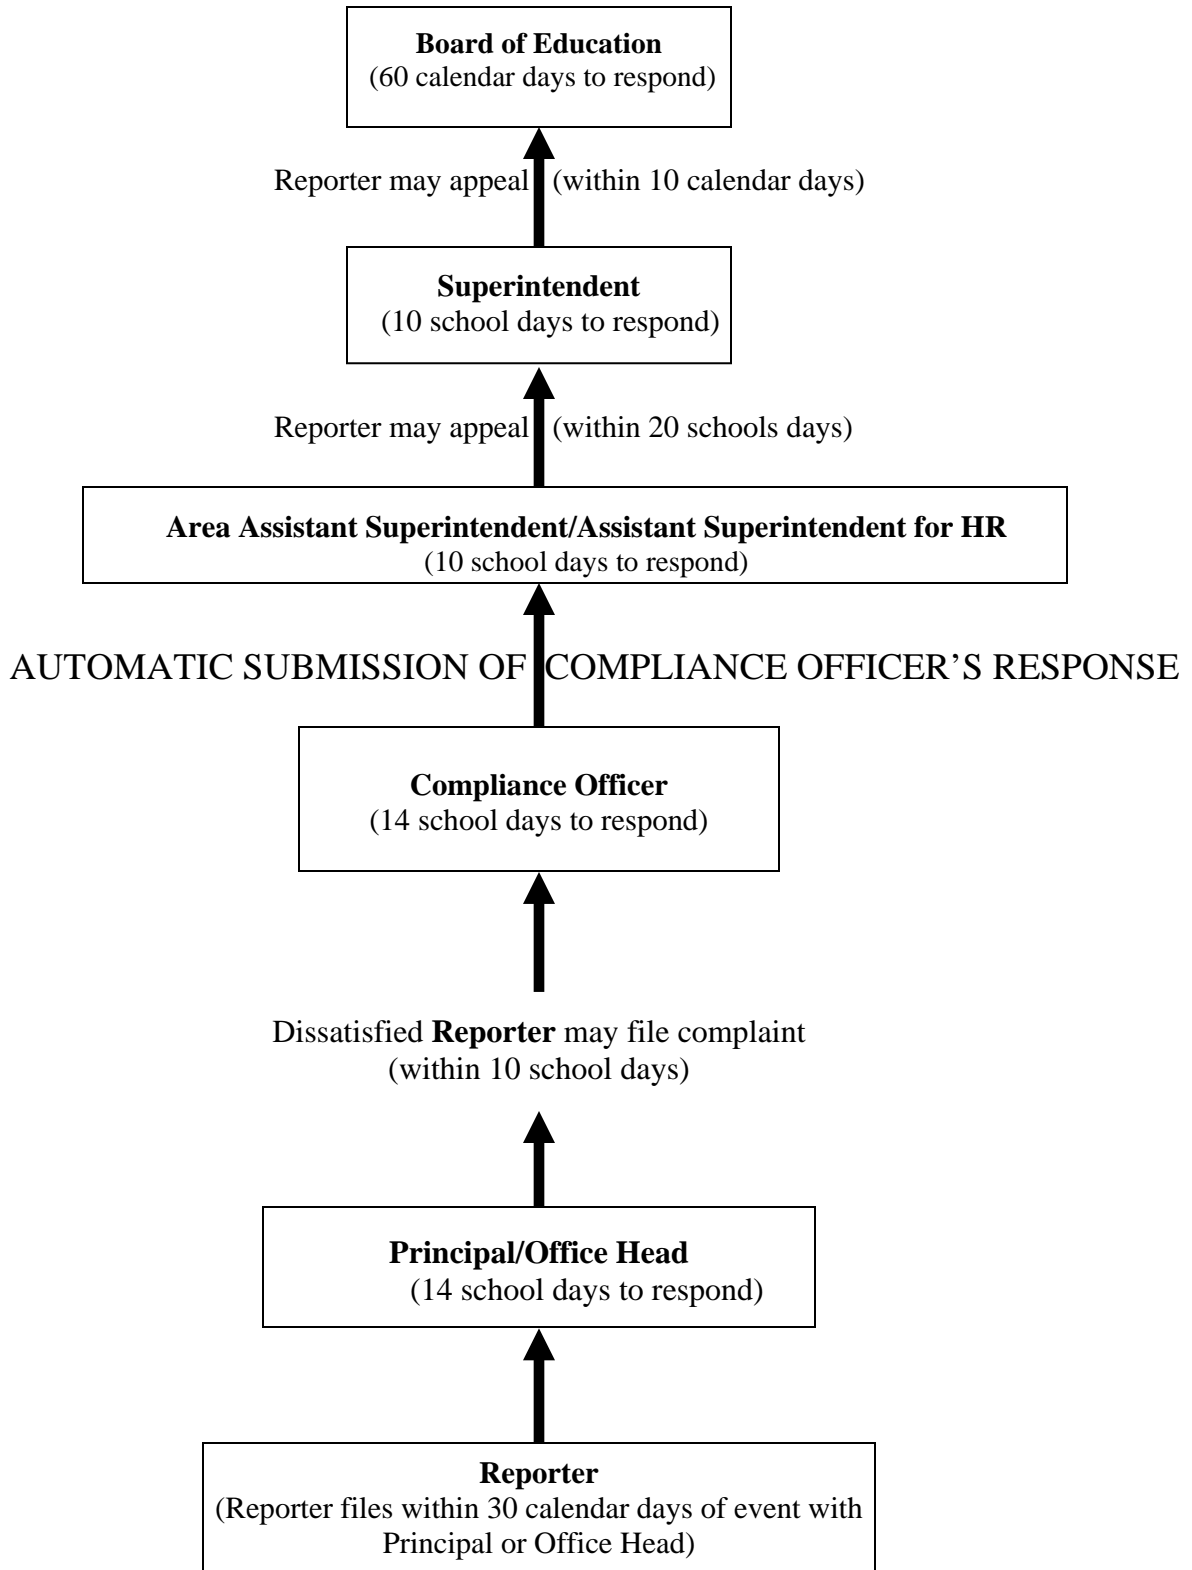 Board of Education
(60 calendar days to respond)
Reporter may appeal (within 10 calendar days)
Superintendent
(10 school days to respond)
Reporter may appeal (within 20 schools days)
Area Assistant Superintendent/Assistant Superintendent for HR
(10 school days to respond)
AUTOMATIC SUBMISSION OF COMPLIANCE OFFICER’S RESPONSE
Compliance Officer
(14 school days to respond)
Dissatisfied Reporter may file complaint
(within 10 school days)
Principal/Office Head
(14 school days to respond)
Reporter
(Reporter files within 30 calendar days of event with
Principal or Office Head)